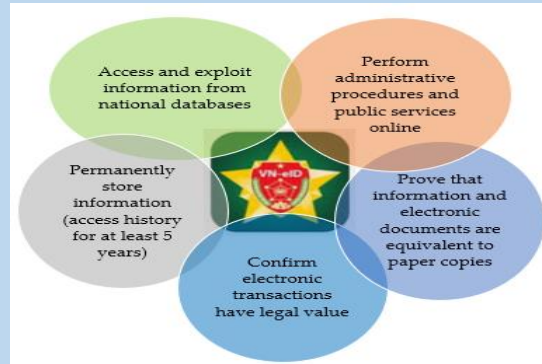 Access and exploit
information from
national databases
Perform
administrative
procedures and
public services
online
Permanently
store
information
(access history
for at least 5
years)
VN-eID
Prove that
information and
electronic
documents are
equivalent to
paper copies
Confirm
electronic
transactions
have legal value